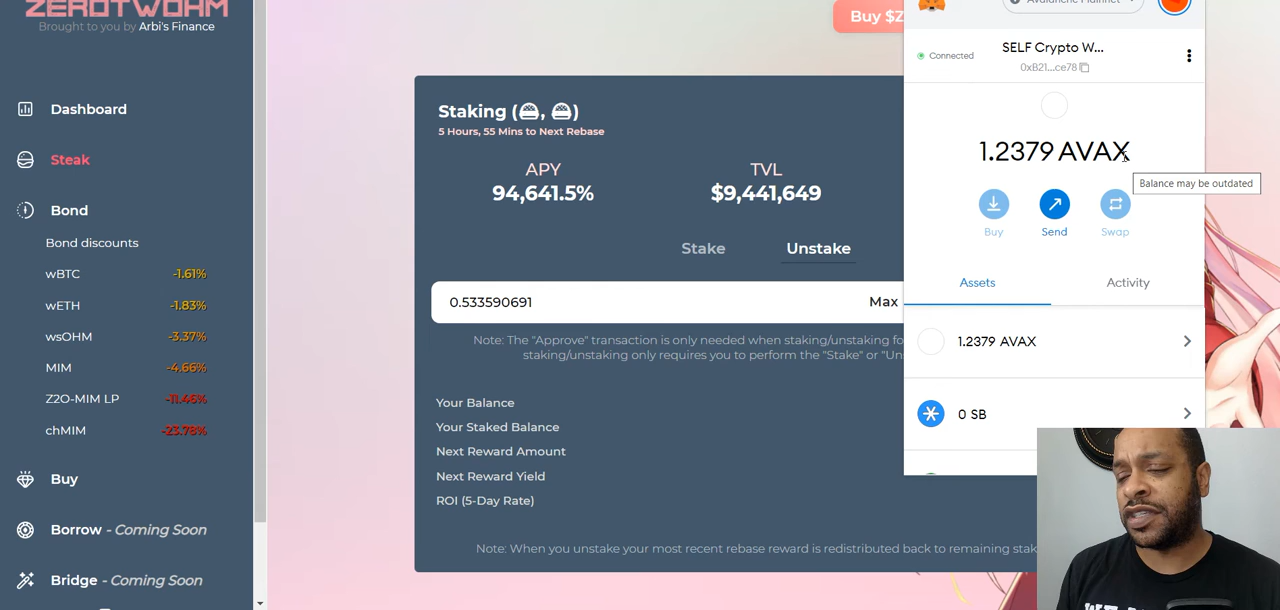 ZEROTWOHM
Brought to you by Arbi's Finance
Dashboard
Steak
Bond
Bond discounts
wBTC -1.61%
wETH -1.83%
wsOHM -3.37%
MIM -4.66%
Z2O-MIM LP -11.46%
chMIM -23.78%
Buy
Borrow - Coming Soon
Bridge - Coming Soon
Buy $Z
Staking
5 Hours, 55 Mins to Next Rebase
APY TVL
94,641.5% $9,441,649
Stake Unstake
0.533590691 Max
Note: The "Approve" transaction is only needed when staking/unstaking fo
staking/unstaking only requires you to perform the "Stake" or "Un
Your Balance
Your Staked Balance
Next Reward Amount
Next Reward Yield
ROI (5-Day Rate)
Note: When you unstake your most recent rebase reward is redistributed back to remaining stak
Avalanche Mainnet
Connected
SELF Crypto W...
0xB21...ce78
1.2379 AVAX
Balance may be outdated
Buy Send Swap
Assets Activity
1.2379 AVAX
0 SB